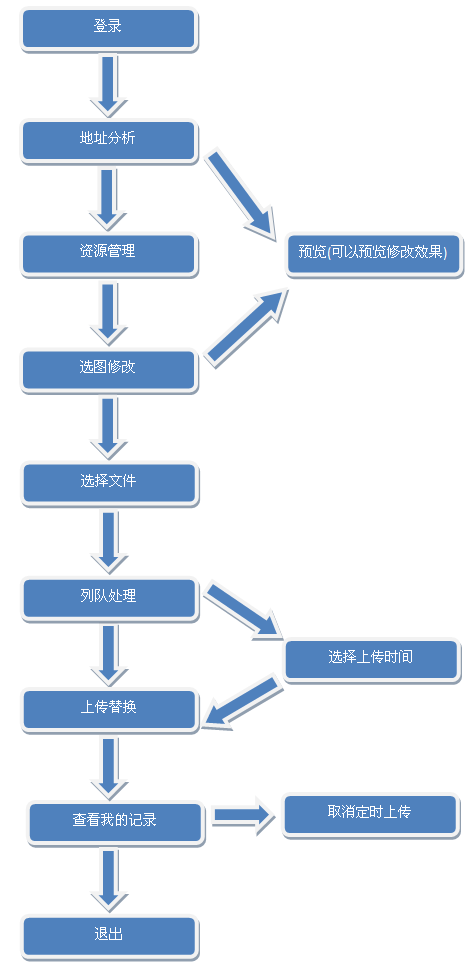 登录
地址分析
资源管理
预览(可以预览修改效果)
选图修改
选择文件
列队处理
选择上传时间
上传替换
查看我的记录
取消定时上传
退出